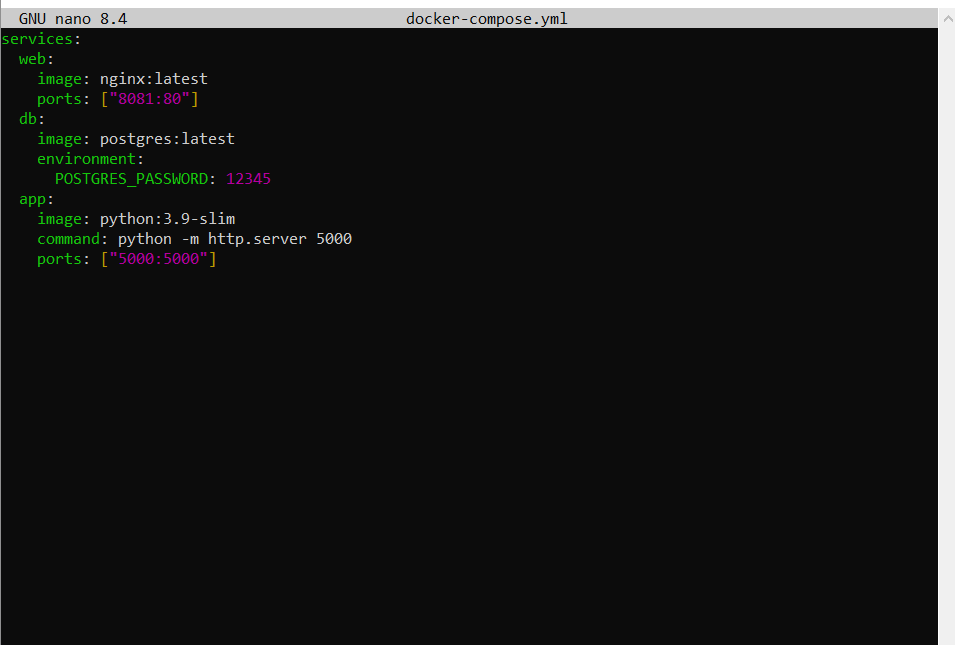 GNU nano 8.4 docker-compose.yml
services:
  web:
    image: nginx:latest
    ports: ["8081:80"]
  db:
    image: postgres:latest
    environment:
      POSTGRES_PASSWORD: 12345
  app:
    image: python:3.9-slim
    command: python -m http.server 5000
    ports: ["5000:5000"]